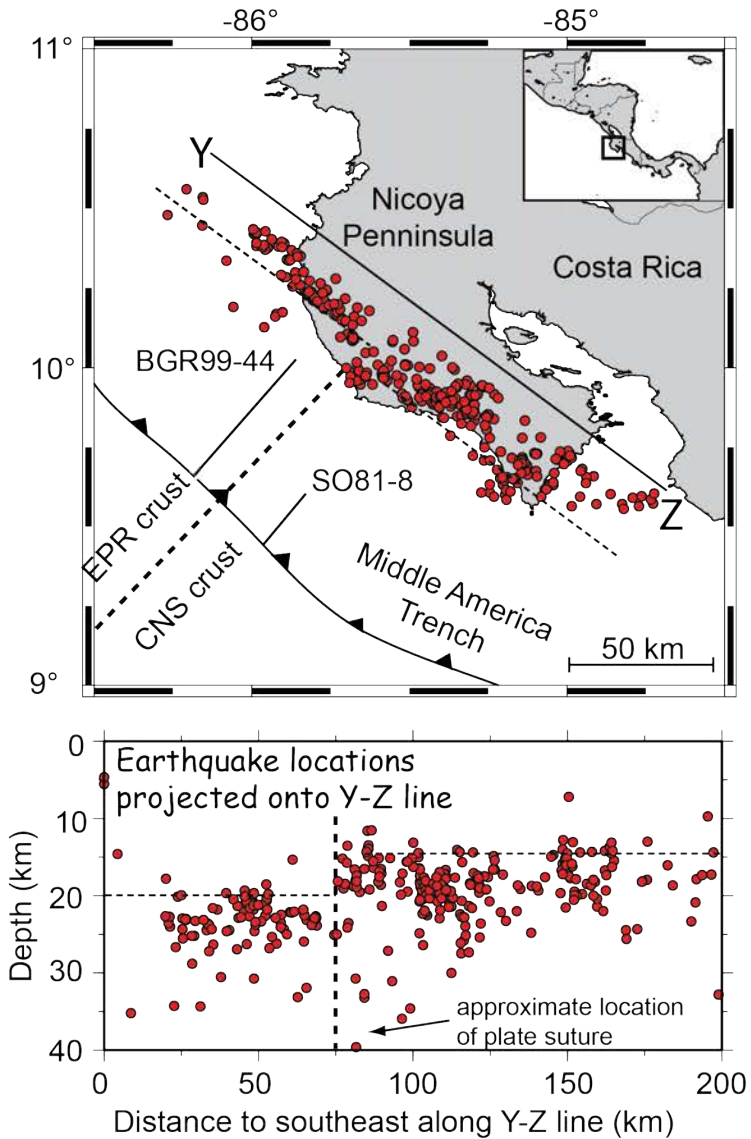 -86°
-85°
11°
Y
Nicoya
Penninsula
Costa Rica
10°
BGR99-44
SO81-8
Z
EPR crust
CNS crust
Middle America
Trench
50 km
9°
0
Earthquake locations
projected onto Y-Z line
10
20
30
approximate location
of plate suture
40
Depth (km)
0
50
100
150
200
Distance to southeast along Y-Z line (km)